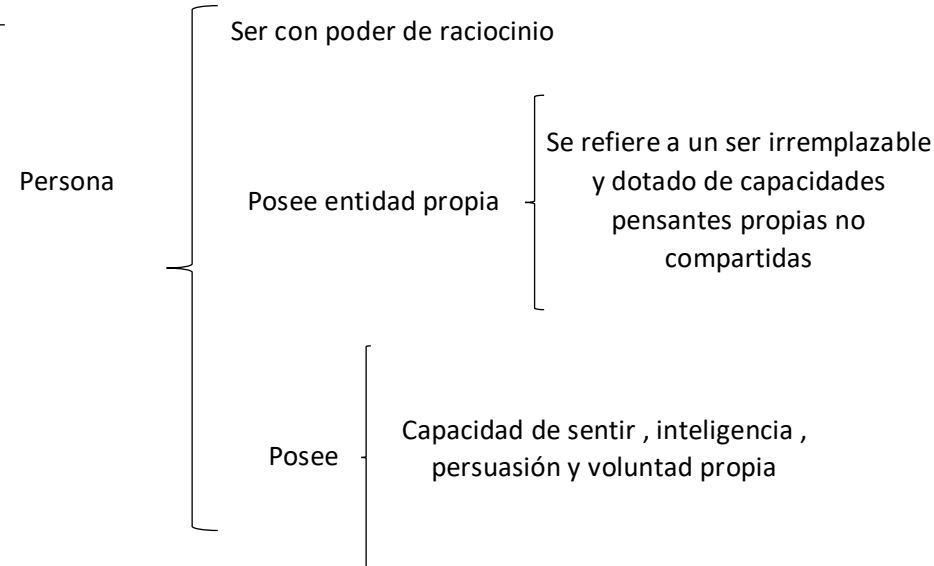 Ser con poder de raciocinio
Persona
Posee entidad propia
Se refiere a un ser irremplazable
y dotado de capacidades
pensantes propias no
compartidas
Posee
Capacidad de sentir , inteligencia ,
persuasión y voluntad propia